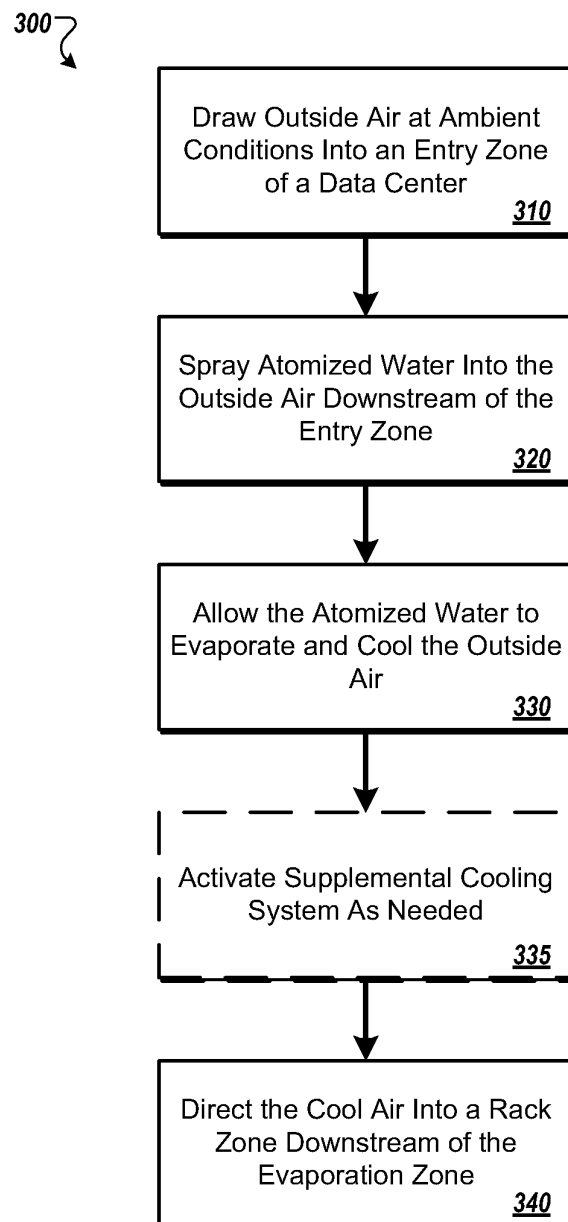 300
Draw Outside Air at Ambient
Conditions Into an Entry Zone
of a Data Center
310
Spray Atomized Water Into the
Outside Air Downstream of the
Entry Zone
320
Allow the Atomized Water to
Evaporate and Cool the Outside
Air
330
Activate Supplemental Cooling
System As Needed
335
Direct the Cool Air Into a Rack
Zone Downstream of the
Evaporation Zone
340